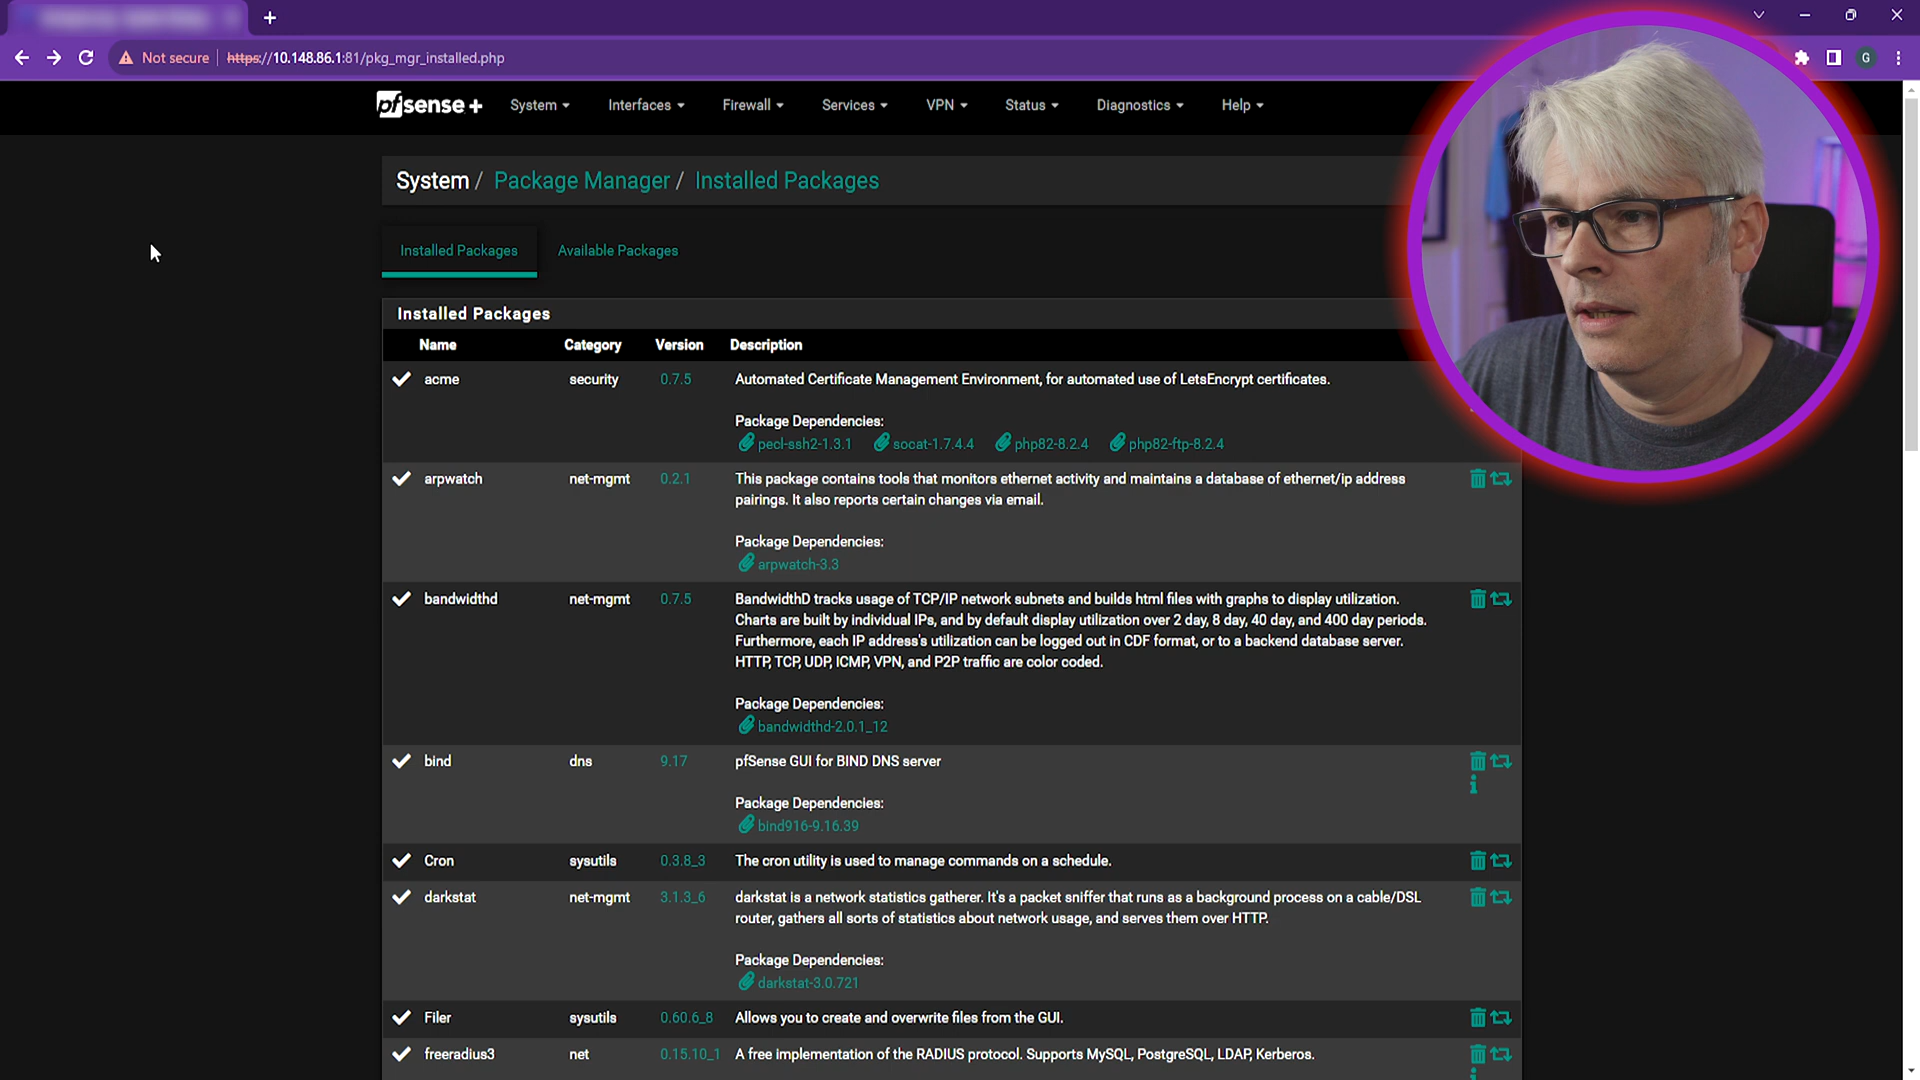 Not secure https://10.148.86.1:81/pkg_mgr_installed.php G
pfsense + System Interfaces Firewall Services VPN Status Diagnostics Help
System / Package Manager / Installed Packages
Installed Packages Available Packages
Installed Packages
Name Category Version Description
acme security 0.7.5 Automated Certificate Management Environment, for automated use of LetsEncrypt certificates.
Package Dependencies:
pecl-ssh2-1.3.1 socat-1.7.4.4 php82-8.2.4 php82-ftp-8.2.4
arpwatch net-mgmt 0.2.1 This package contains tools that monitors ethernet activity and maintains a database of ethernet/ip address
pairings. It also reports certain changes via email.
Package Dependencies:
arpwatch-3.3
bandwidthd net-mgmt 0.7.5 BandwidthD tracks usage of TCP/IP network subnets and builds html files with graphs to display utilization.
Charts are built by individual IPs, and by default display utilization over 2 day, 8 day, 40 day, and 400 day periods.
Furthermore, each IP address's utilization can be logged out in CDF format, or to a backend database server.
HTTP, TCP, UDP, ICMP, VPN, and P2P traffic are color coded.
Package Dependencies:
bandwidthd-2.0.1_12
bind dns 9.17 pfSense GUI for BIND DNS server
Package Dependencies:
bind916-9.16.39
Cron sysutils 0.3.8_3 The cron utility is used to manage commands on a schedule.
darkstat net-mgmt 3.1.3_6 darkstat is a network statistics gatherer. It's a packet sniffer that runs as a background process on a cable/DSL
router, gathers all sorts of statistics about network usage, and serves them over HTTP.
Package Dependencies:
darkstat-3.0.721
Filer sysutils 0.60.6_8 Allows you to create and overwrite files from the GUI.
freeradius3 net 0.15.10_1 A free implementation of the RADIUS protocol. Supports MySQL, PostgreSQL, LDAP, Kerberos.